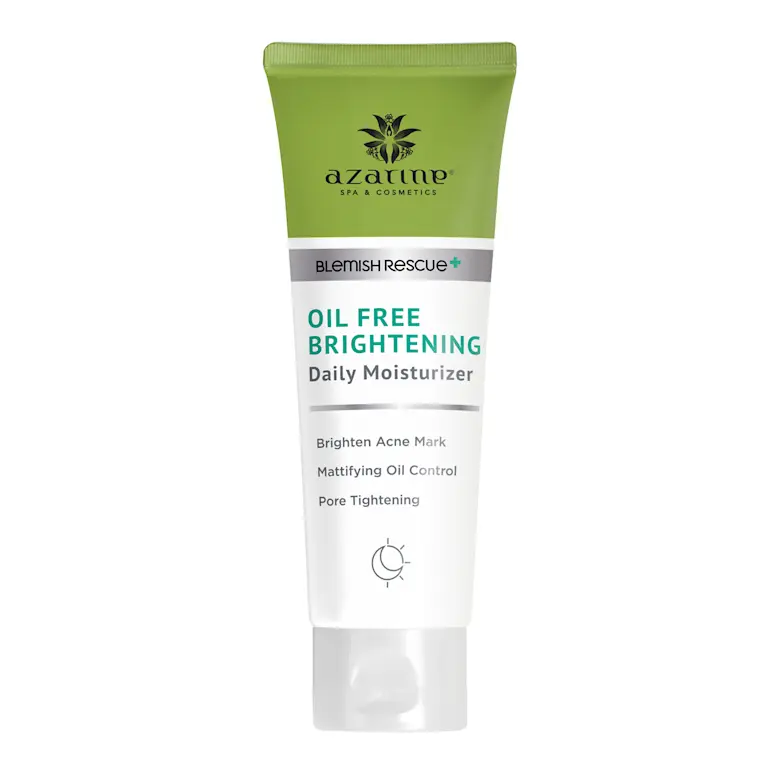 azarine®
SPA & COSMETICS
BLeMISH ReSCUe+
OIL FREE
BRIGHTENING
Daily Moisturizer
Brighten Acne Mark
Mattifying Oil Control
Pore Tightening